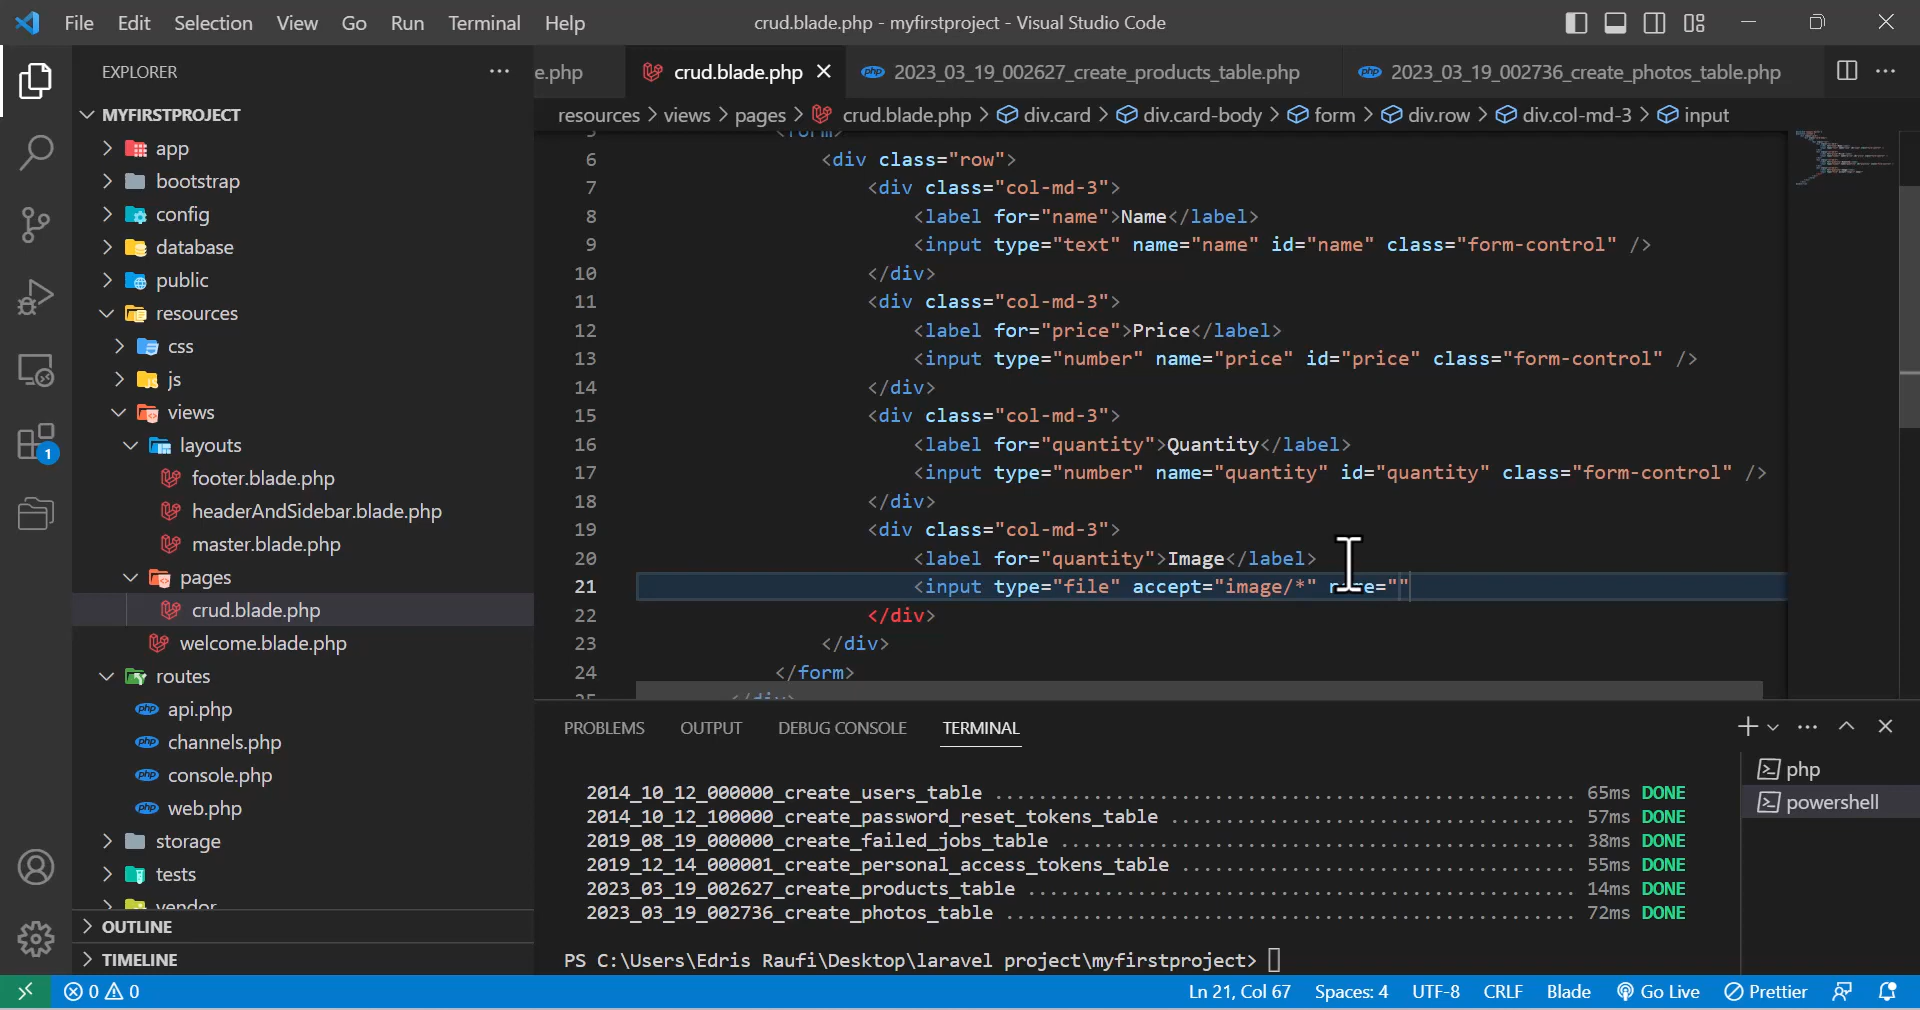 File Edit Selection View Go Run Terminal Help
crud.blade.php - myfirstproject - Visual Studio Code
EXPLORER
MYFIRSTPROJECT
app
bootstrap
config
database
public
resources
css
js
views
layouts
footer.blade.php
headerAndSidebar.blade.php
master.blade.php
pages
crud.blade.php
welcome.blade.php
routes
api.php
channels.php
console.php
web.php
storage
tests
vendor
OUTLINE
TIMELINE
1
e.php
crud.blade.php
2023_03_19_002627_create_products_table.php
2023_03_19_002736_create_photos_table.php
resources > views > pages > crud.blade.php > div.card > div.card-body > form > div.row > div.col-md-3 > input
5 <form>
6 <div class="row">
7 <div class="col-md-3">
8 <label for="name">Name</label>
9 <input type="text" name="name" id="name" class="form-control" />
10 </div>
11 <div class="col-md-3">
12 <label for="price">Price</label>
13 <input type="number" name="price" id="price" class="form-control" />
14 </div>
15 <div class="col-md-3">
16 <label for="quantity">Quantity</label>
17 <input type="number" name="quantity" id="quantity" class="form-control" />
18 </div>
19 <div class="col-md-3">
20 <label for="quantity">Image</label>
21 <input type="file" accept="image/*" name=""
22 </div>
23 </div>
24 </form>
25 </div>
PROBLEMS OUTPUT DEBUG CONSOLE TERMINAL
2014_10_12_000000_create_users_table ........ 65ms DONE
2014_10_12_100000_create_password_reset_tokens_table ........ 57ms DONE
2019_08_19_000000_create_failed_jobs_table ........ 38ms DONE
2019_12_14_000001_create_personal_access_tokens_table ........ 55ms DONE
2023_03_19_002627_create_products_table ........ 14ms DONE
2023_03_19_002736_create_photos_table ........ 72ms DONE
PS C:\Users\Edris Raufi\Desktop\laravel project\myfirstproject>
php
powershell
0 0
Ln 21, Col 67 Spaces: 4 UTF-8 CRLF Blade Go Live Prettier